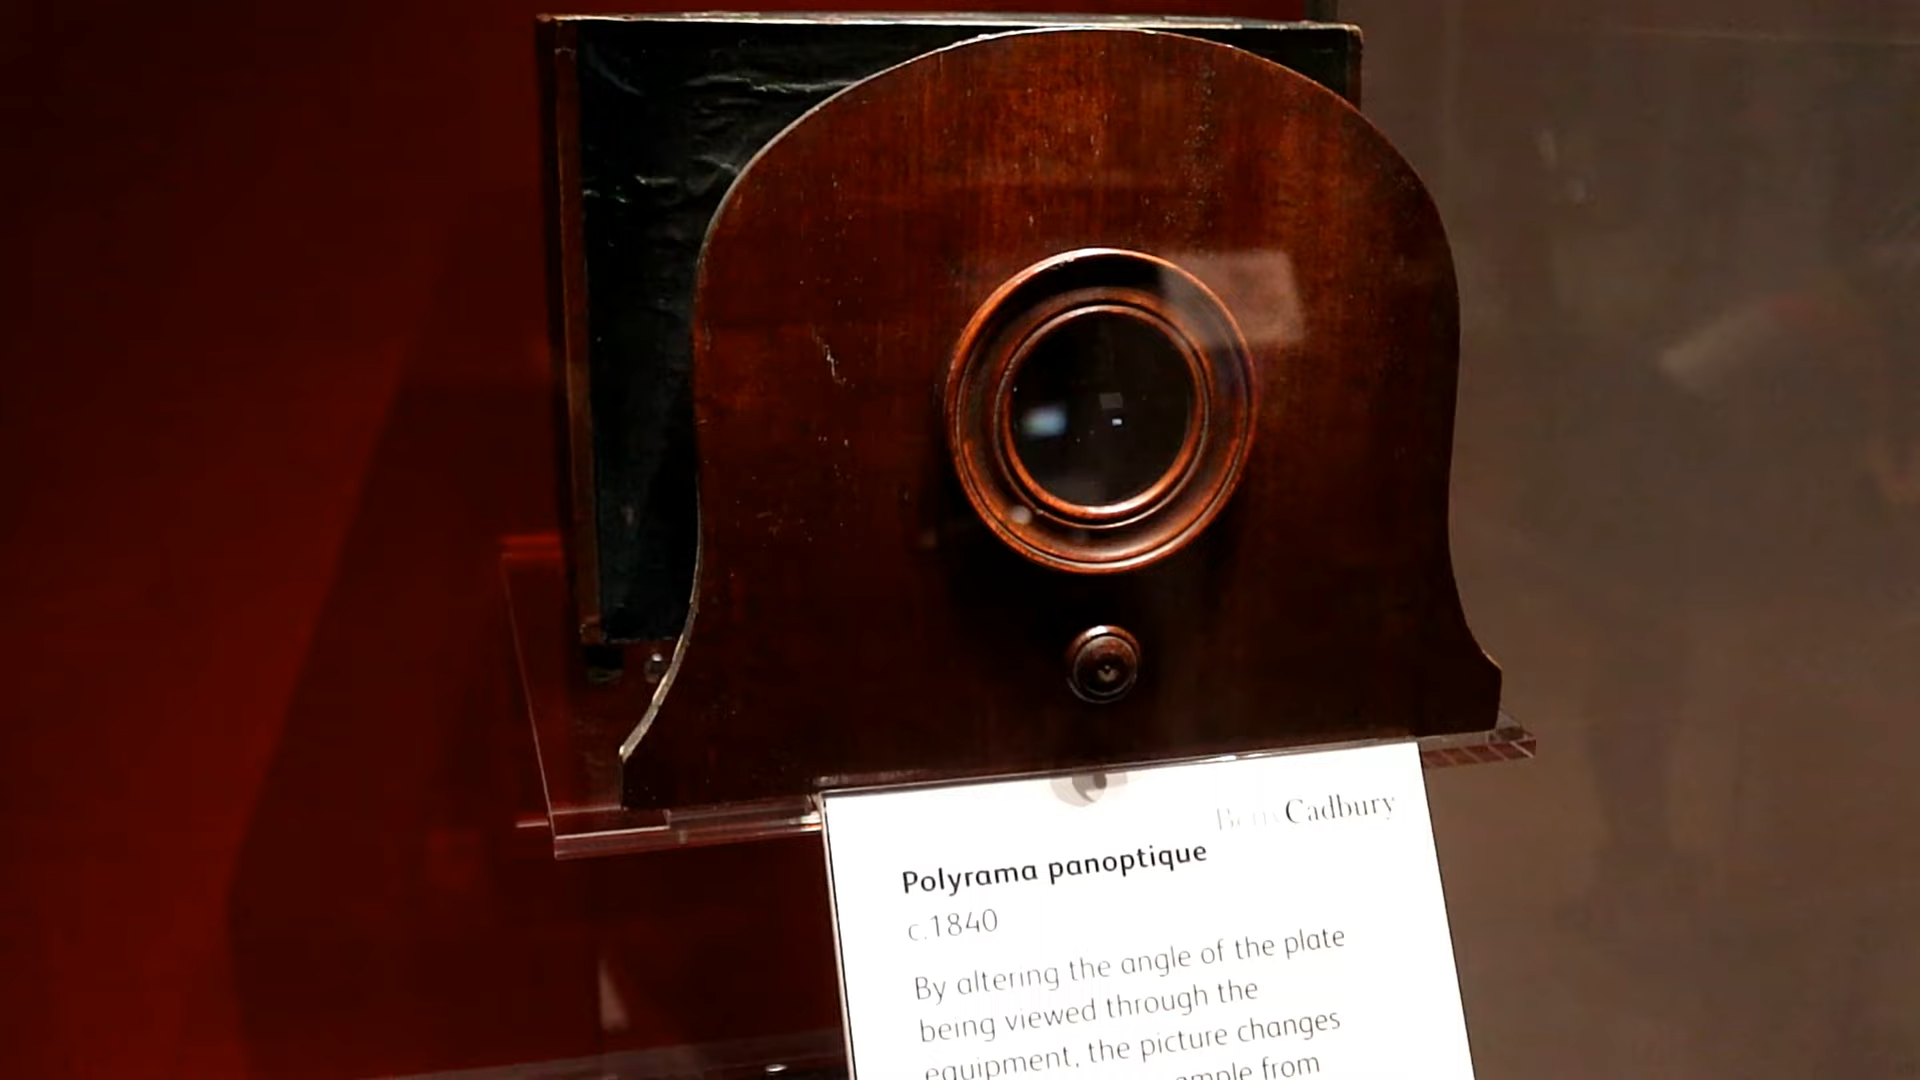 Cadbury
Polyrama panoptique
c.1840
By altering the angle of the plate
being viewed through the
equipment, the picture changes
from